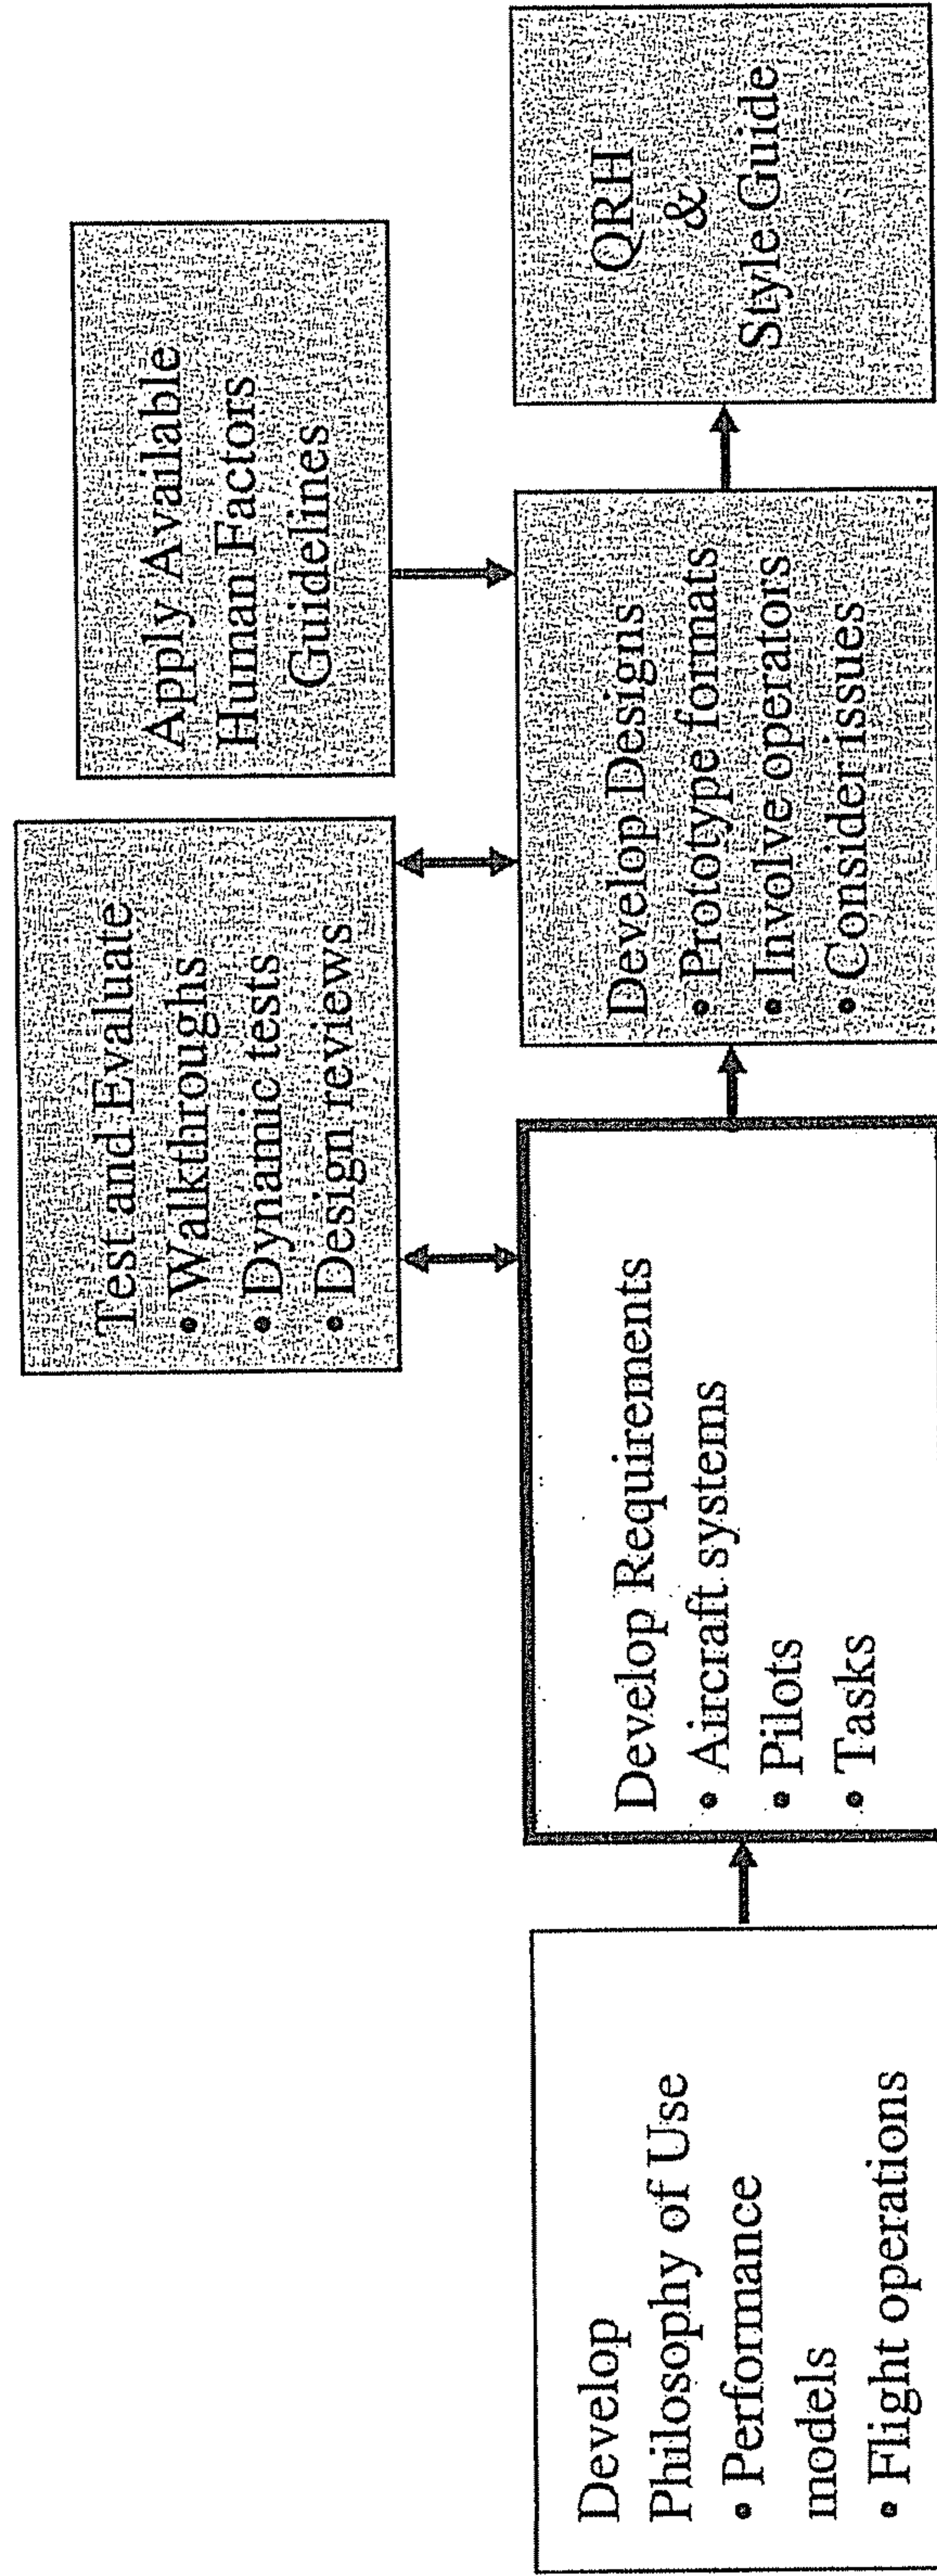 Develop
Philosophy of Use
• Performance
models
• Flight operations
Develop Requirements
• Aircraft systems
• Pilots
• Tasks
Test and Evaluate
• Walkthroughs
• Dynamic tests
• Design reviews
Develop Designs
• Prototype formats
• Involve operators
• Consider issues
Apply Available
Human Factors
Guidelines
QRH
&
Style Guide